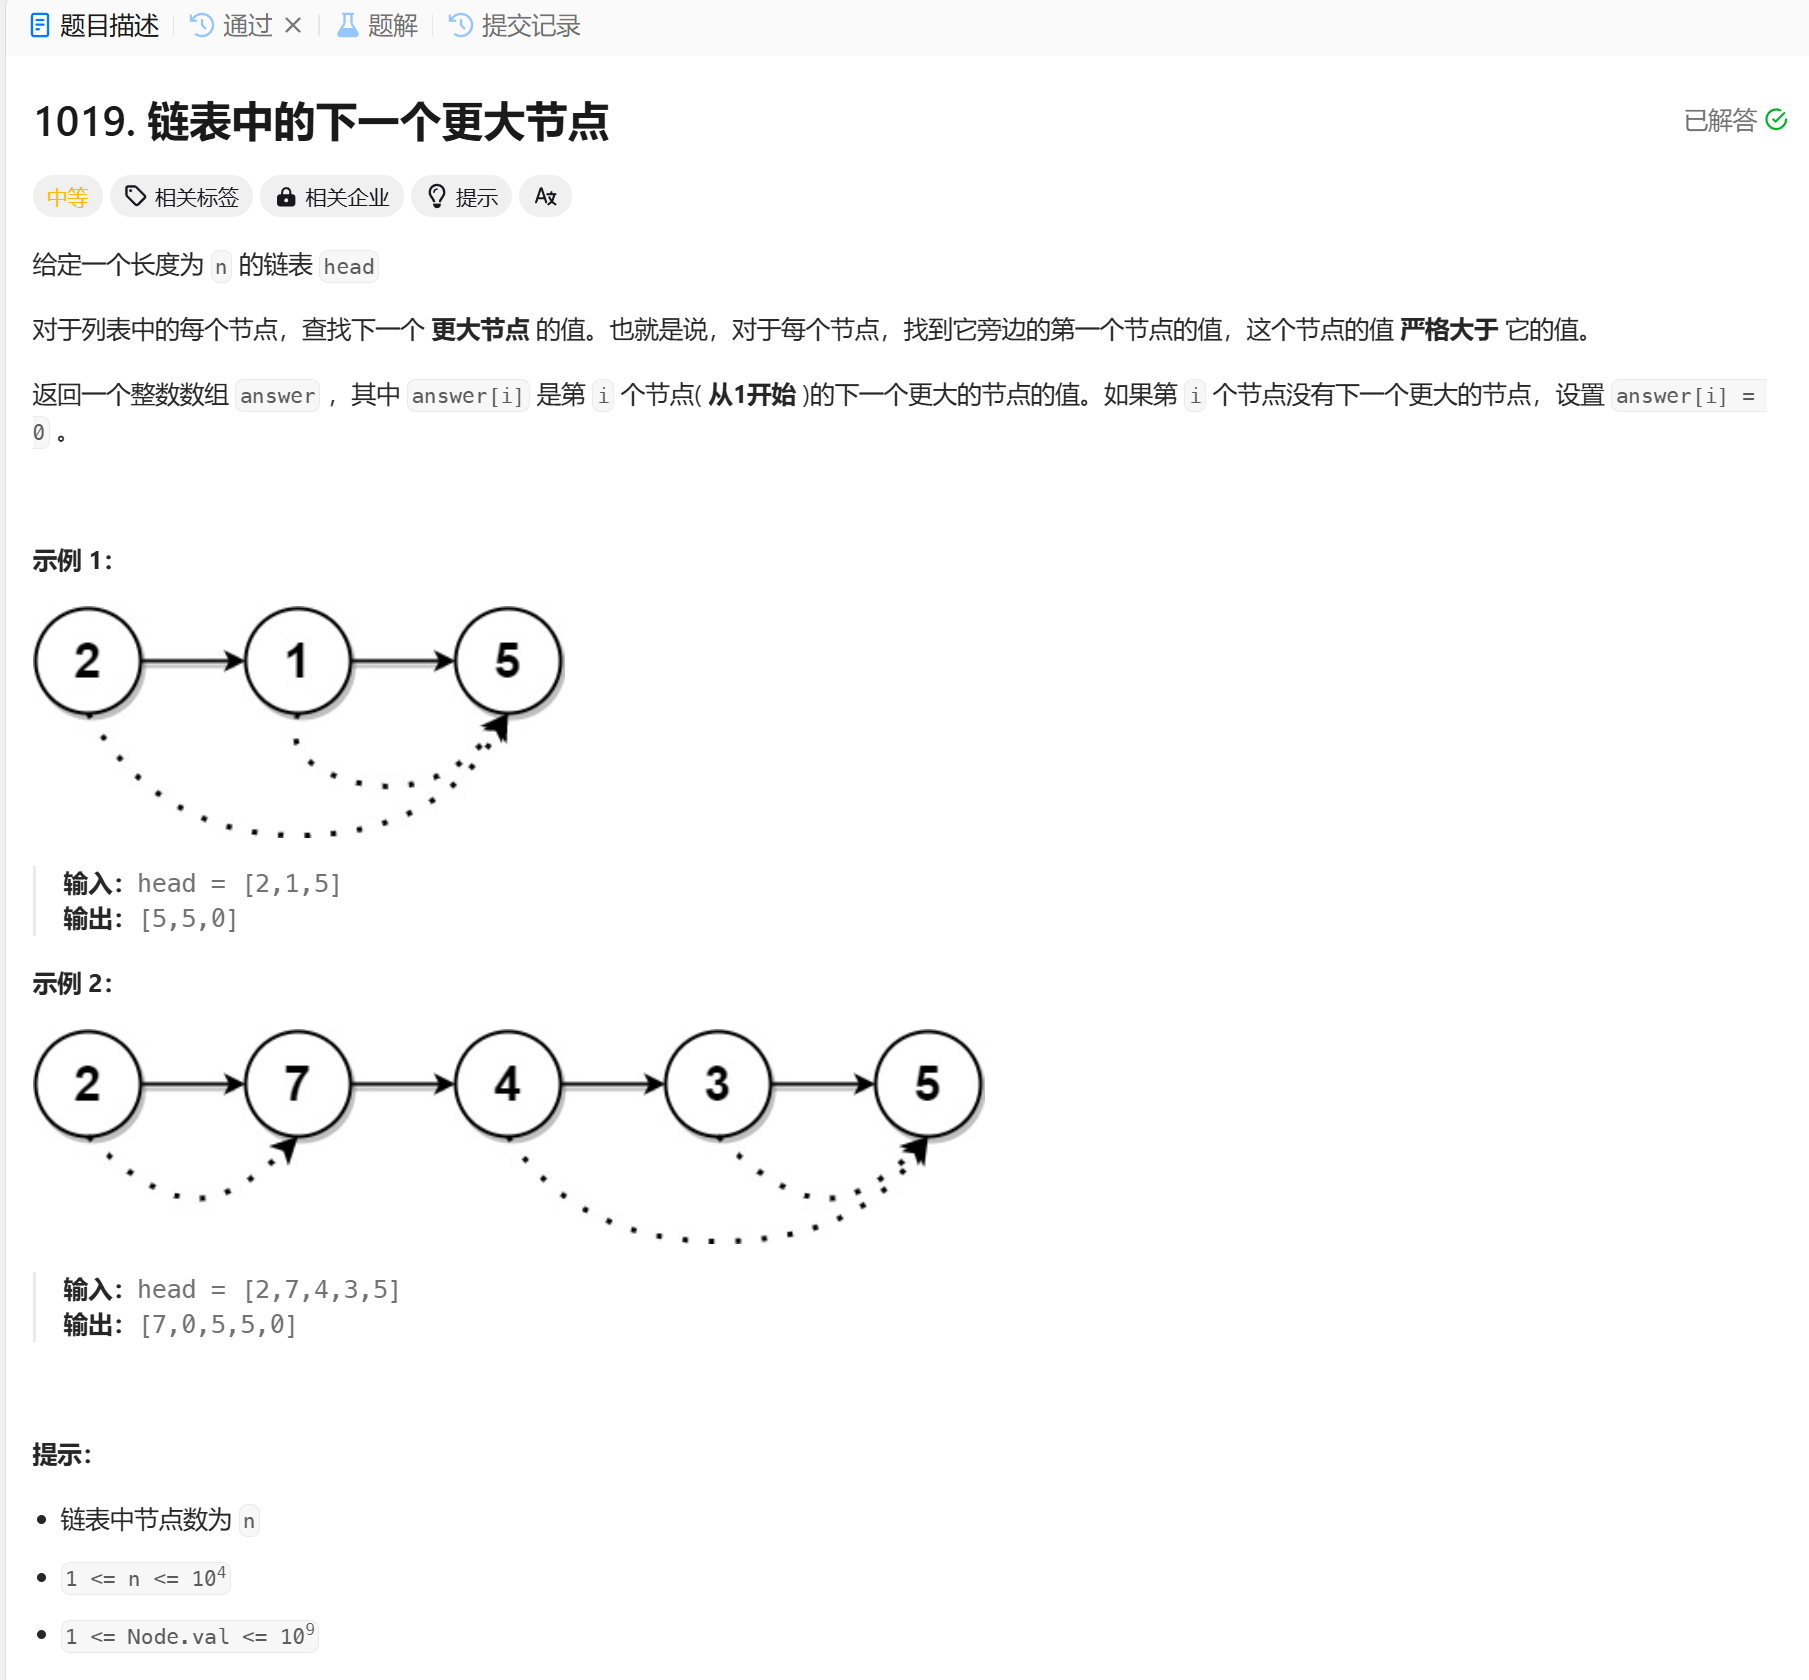 题目描述 通过 题解 提交记录
1019. 链表中的下一个更大节点 已解答
中等 相关标签 相关企业 提示 A文
给定一个长度为 n 的链表 head
对于列表中的每个节点，查找下一个 更大节点 的值。也就是说，对于每个节点，找到它旁边的第一个节点的值，这个节点的值 严格大于 它的值。
返回一个整数数组 answer ，其中 answer[i] 是第 i 个节点( 从1开始 )的下一个更大的节点的值。如果第 i 个节点没有下一个更大的节点，设置 answer[i] =
0 。
示例 1：
2 1 5
输入：head = [2,1,5]
输出：[5,5,0]
示例 2：
2 7 4 3 5
输入：head = [2,7,4,3,5]
输出：[7,0,5,5,0]
提示：
链表中节点数为 n
1 <= n <= 10⁴
1 <= Node.val <= 10⁹